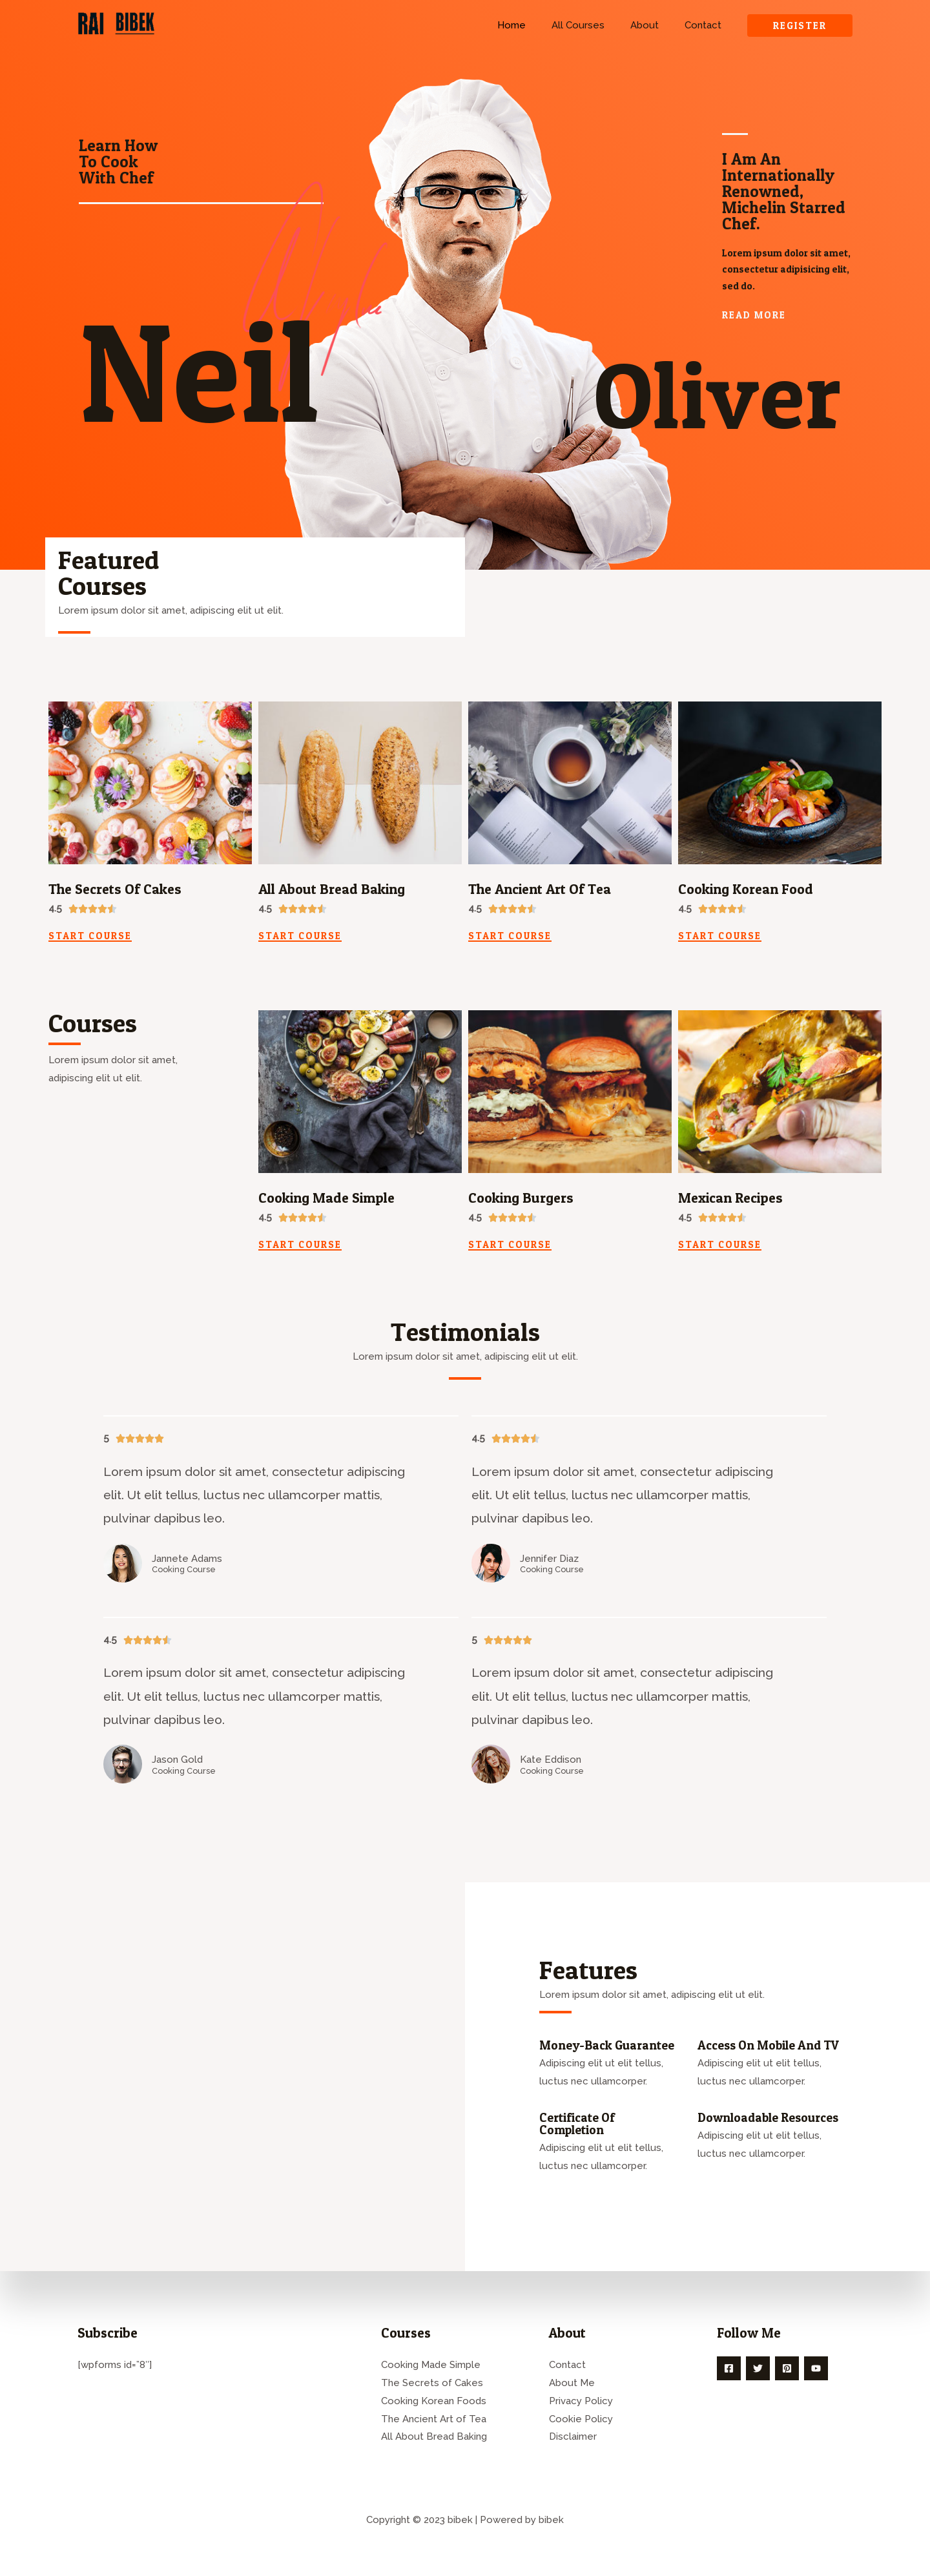 RAI BIBEK
Home
All Courses
About
Contact
REGISTER
Learn How
To Cook
With Chef
I Am An
Internationally
Renowned,
Michelin Starred
Chef.
Lorem ipsum dolor sit amet,
consectetur adipisicing elit,
sed do.
READ MORE
Neil
Oliver
Featured
Courses
Lorem ipsum dolor sit amet, adipiscing elit ut elit.
The Secrets Of Cakes
4.5
START COURSE
All About Bread Baking
4.5
START COURSE
The Ancient Art Of Tea
4.5
START COURSE
Cooking Korean Food
4.5
START COURSE
Courses
Lorem ipsum dolor sit amet,
adipiscing elit ut elit.
Cooking Made Simple
4.5
START COURSE
Cooking Burgers
4.5
START COURSE
Mexican Recipes
4.5
START COURSE
Testimonials
Lorem ipsum dolor sit amet, adipiscing elit ut elit.
5
Lorem ipsum dolor sit amet, consectetur adipiscing
elit. Ut elit tellus, luctus nec ullamcorper mattis,
pulvinar dapibus leo.
Jannete Adams
Cooking Course
4.5
Lorem ipsum dolor sit amet, consectetur adipiscing
elit. Ut elit tellus, luctus nec ullamcorper mattis,
pulvinar dapibus leo.
Jennifer Diaz
Cooking Course
4.5
Lorem ipsum dolor sit amet, consectetur adipiscing
elit. Ut elit tellus, luctus nec ullamcorper mattis,
pulvinar dapibus leo.
Jason Gold
Cooking Course
5
Lorem ipsum dolor sit amet, consectetur adipiscing
elit. Ut elit tellus, luctus nec ullamcorper mattis,
pulvinar dapibus leo.
Kate Eddison
Cooking Course
Features
Lorem ipsum dolor sit amet, adipiscing elit ut elit.
Money-Back Guarantee
Adipiscing elit ut elit tellus,
luctus nec ullamcorper.
Access On Mobile And TV
Adipiscing elit ut elit tellus,
luctus nec ullamcorper.
Certificate Of
Completion
Adipiscing elit ut elit tellus,
luctus nec ullamcorper.
Downloadable Resources
Adipiscing elit ut elit tellus,
luctus nec ullamcorper.
Subscribe
[wpforms id="8"]
Courses
Cooking Made Simple
The Secrets of Cakes
Cooking Korean Foods
The Ancient Art of Tea
All About Bread Baking
About
Contact
About Me
Privacy Policy
Cookie Policy
Disclaimer
Follow Me
Copyright © 2023 bibek | Powered by bibek